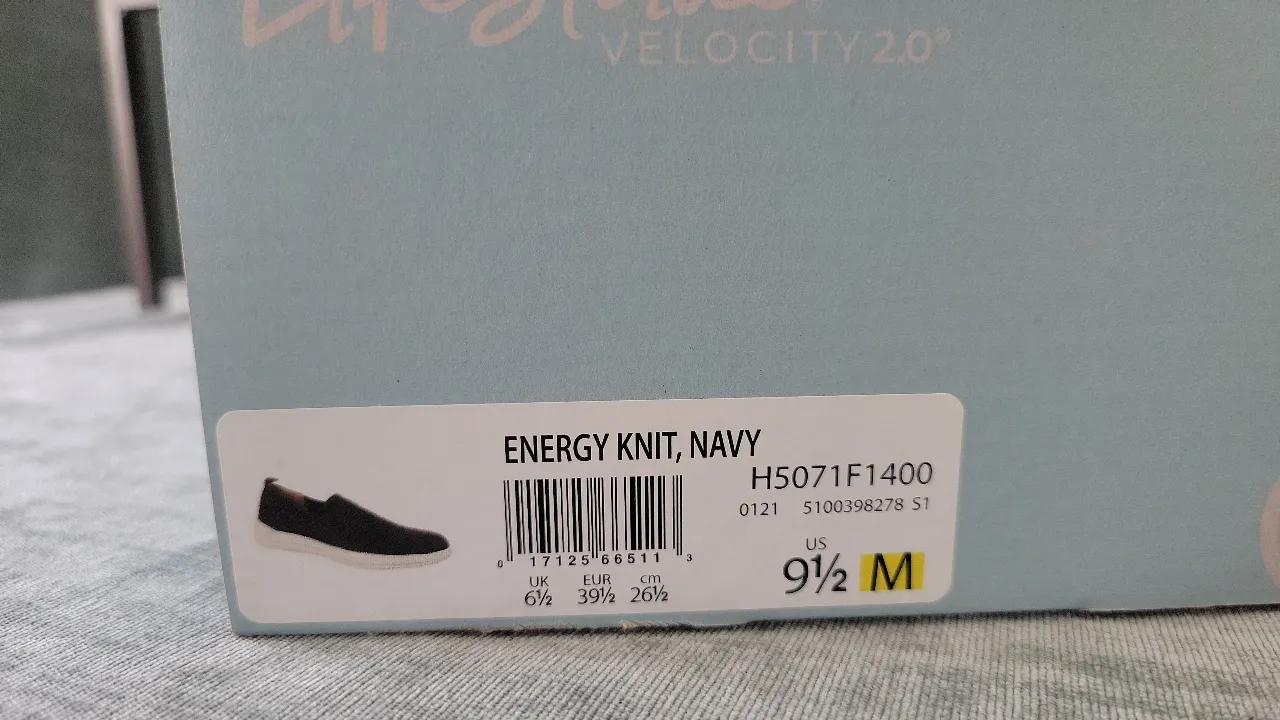 LifeStride
VELOCITY 2.0®
ENERGY KNIT, NAVY
H5071F1400
0121 5100398278 S1
0 17125 66511 3
UK EUR cm
6½ 39½ 26½
US
9½ M